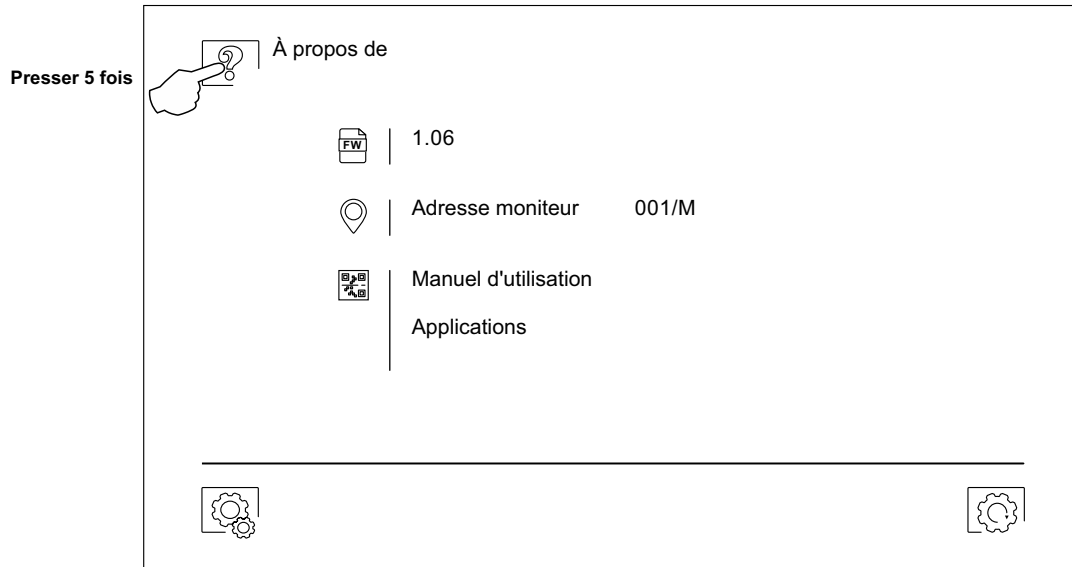 À propos de
Presser 5 fois
FW
1.06
Adresse moniteur 001/M
Manuel d'utilisation
Applications